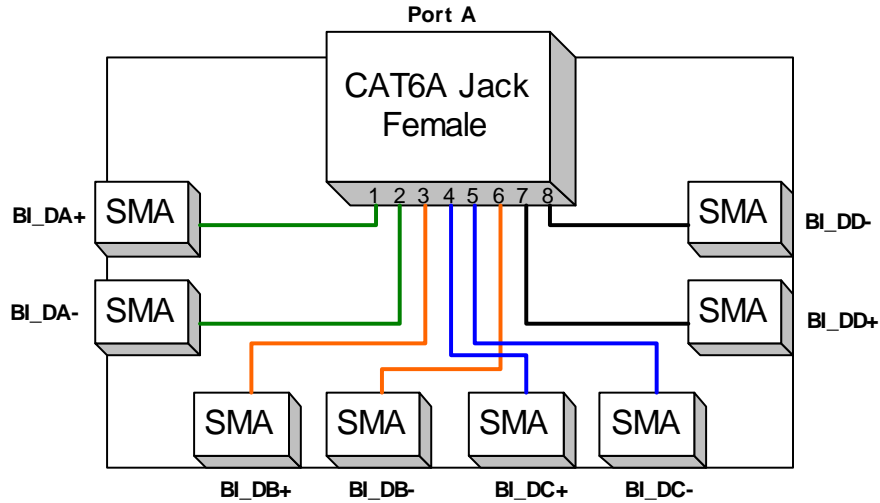 Port A
CAT6A Jack
Female
1 2 3 4 5 6 7 8
BI_DA+
SMA
SMA
BI_DD-
BI_DA-
SMA
SMA
BI_DD+
SMA
SMA
SMA
SMA
BI_DB+
BI_DB-
BI_DC+
BI_DC-